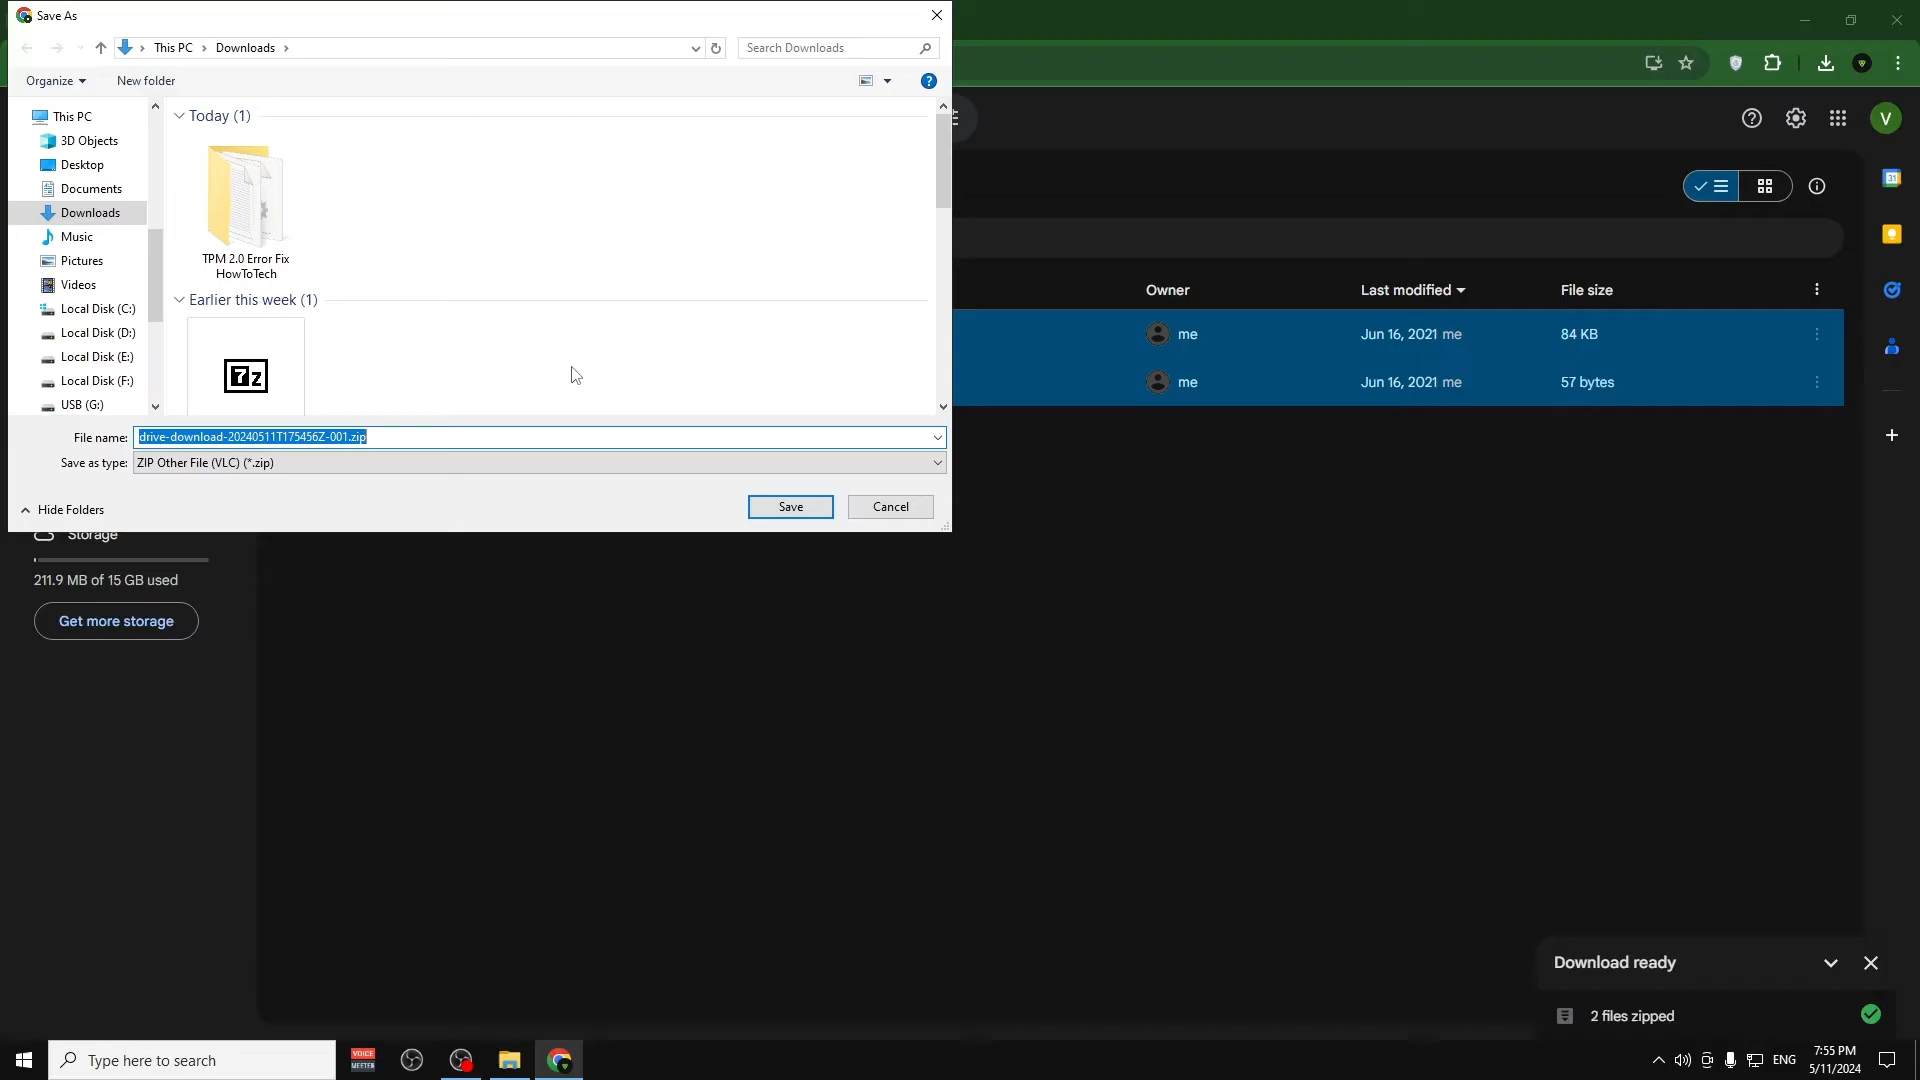 Save As
This PC
Downloads
Search Downloads
Organize
New folder
This PC
3D Objects
Desktop
Documents
Downloads
Music
Pictures
Videos
Local Disk (C:)
Local Disk (D:)
Local Disk (E:)
Local Disk (F:)
USB (G:)
Today (1)
TPM 2.0 Error Fix
HowToTech
Earlier this week (1)
7z
File name:
drive-download-20240511T175456Z-001.zip
Save as type:
ZIP Other File (VLC) (*.zip)
Hide Folders
Save
Cancel
V
31
Owner
Last modified
File size
me
Jun 16, 2021 me
84 KB
me
Jun 16, 2021 me
57 bytes
Storage
211.9 MB of 15 GB used
Get more storage
Download ready
2 files zipped
Type here to search
VOICE
MEETER
ENG
7:55 PM
5/11/2024